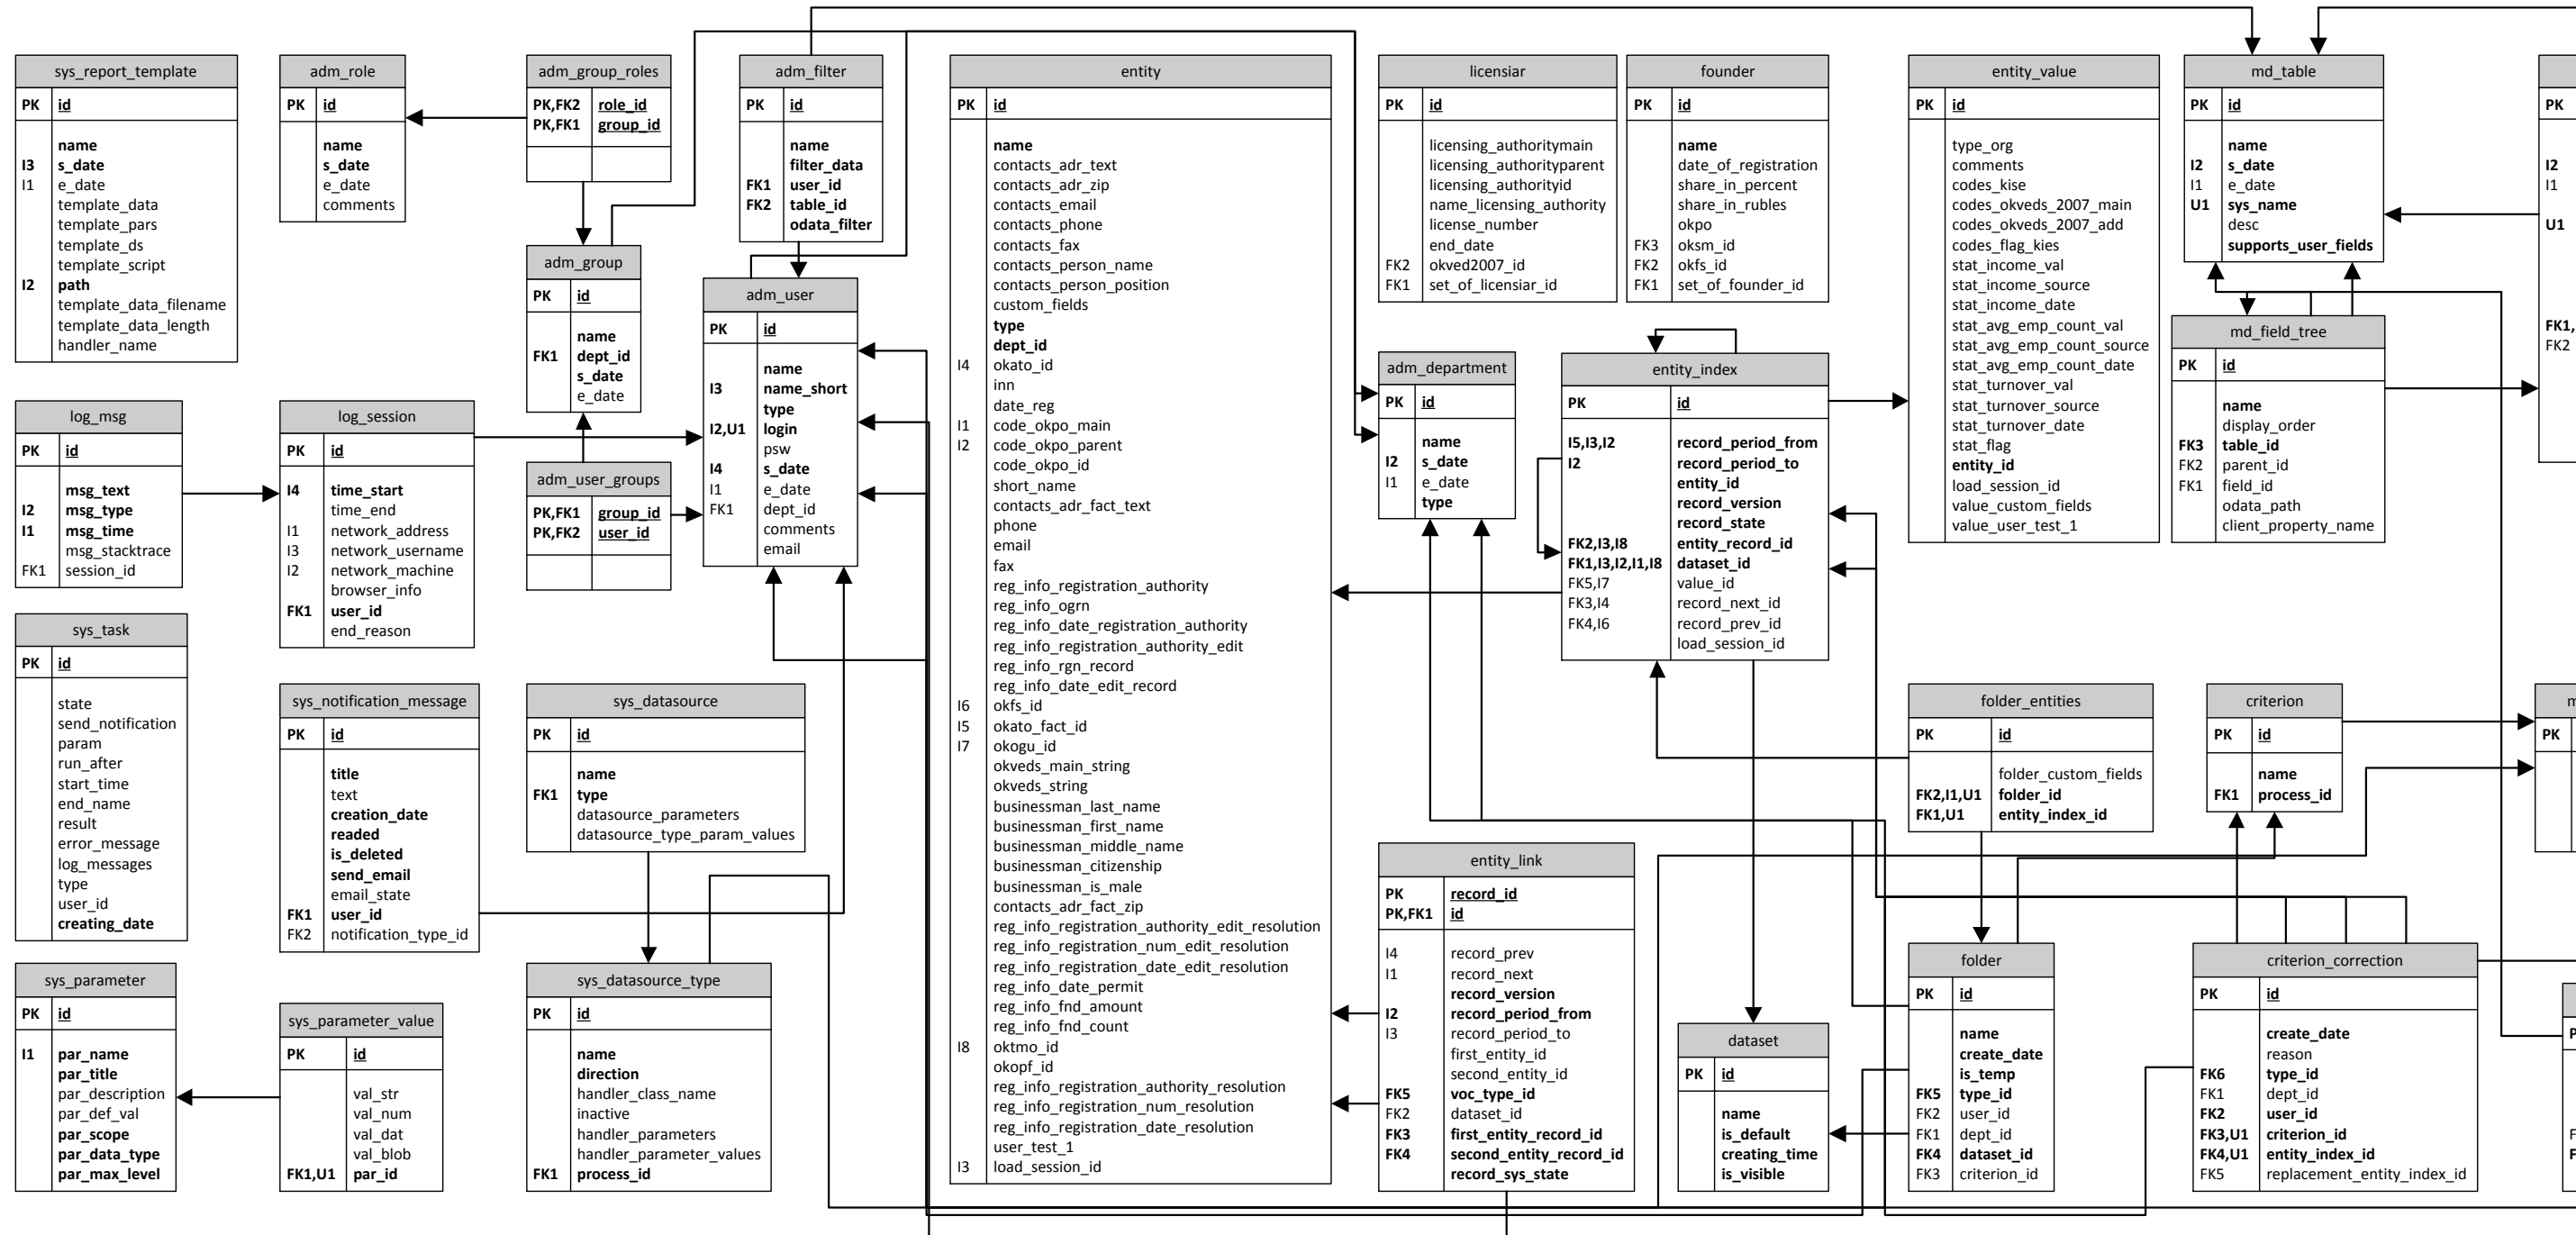 sys_report_template
PK id
name
I3 s_date
I1 e_date
template_data
template_pars
template_ds
template_script
I2 path
template_data_filename
template_data_length
handler_name
adm_role
PK id
name
s_date
e_date
comments
adm_group_roles
PK,FK2 role_id
PK,FK1 group_id
adm_filter
PK id
name
filter_data
FK1 user_id
FK2 table_id
odata_filter
adm_group
PK id
name
FK1 dept_id
s_date
e_date
adm_user
PK id
name
I3 name_short
type
I2,U1 login
psw
I4 s_date
I1 e_date
FK1 dept_id
comments
email
adm_user_groups
PK,FK1 group_id
PK,FK2 user_id
log_msg
PK id
msg_text
I2 msg_type
I1 msg_time
msg_stacktrace
FK1 session_id
log_session
PK id
I4 time_start
time_end
I1 network_address
I3 network_username
I2 network_machine
browser_info
FK1 user_id
end_reason
sys_task
PK id
state
send_notification
param
run_after
start_time
end_name
result
error_message
log_messages
type
user_id
creating_date
sys_notification_message
PK id
title
text
creation_date
readed
is_deleted
send_email
email_state
FK1 user_id
FK2 notification_type_id
sys_datasource
PK id
name
FK1 type
datasource_parameters
datasource_type_param_values
sys_parameter
PK id
I1 par_name
par_title
par_description
par_def_val
par_scope
par_data_type
par_max_level
sys_parameter_value
PK id
val_str
val_num
val_dat
val_blob
FK1,U1 par_id
sys_datasource_type
PK id
name
direction
handler_class_name
inactive
handler_parameters
handler_parameter_values
FK1 process_id
entity
PK id
name
contacts_adr_text
contacts_adr_zip
contacts_email
contacts_phone
contacts_fax
contacts_person_name
contacts_person_position
custom_fields
type
dept_id
I4 okato_id
inn
date_reg
I1 code_okpo_main
I2 code_okpo_parent
code_okpo_id
short_name
contacts_adr_fact_text
phone
email
fax
reg_info_registration_authority
reg_info_ogrn
reg_info_date_registration_authority
reg_info_registration_authority_edit
reg_info_rgn_record
reg_info_date_edit_record
I6 okfs_id
I5 okato_fact_id
I7 okogu_id
okveds_main_string
okveds_string
businessman_last_name
businessman_first_name
businessman_middle_name
businessman_citizenship
businessman_is_male
contacts_adr_fact_zip
reg_info_registration_authority_edit_resolution
reg_info_registration_num_edit_resolution
reg_info_registration_date_edit_resolution
reg_info_date_permit
reg_info_fnd_amount
reg_info_fnd_count
I8 oktmo_id
okopf_id
reg_info_registration_authority_resolution
reg_info_registration_num_resolution
reg_info_registration_date_resolution
user_test_1
I3 load_session_id
licensiar
PK id
licensing_authoritymain
licensing_authorityparent
licensing_authorityid
name_licensing_authority
license_number
end_date
FK2 okved2007_id
FK1 set_of_licensiar_id
founder
PK id
name
date_of_registration
share_in_percent
share_in_rubles
okpo
FK3 oksm_id
FK2 okfs_id
FK1 set_of_founder_id
adm_department
PK id
name
I2 s_date
I1 e_date
type
entity_index
PK id
I5,I3,I2 record_period_from
I2 record_period_to
entity_id
record_version
record_state
FK2,I3,I8 entity_record_id
FK1,I3,I2,I1,I8 dataset_id
FK5,I7 value_id
FK3,I4 record_next_id
FK4,I6 record_prev_id
load_session_id
entity_value
PK id
type_org
comments
codes_kise
codes_okveds_2007_main
codes_okveds_2007_add
codes_flag_kies
stat_income_val
stat_income_source
stat_income_date
stat_avg_emp_count_val
stat_avg_emp_count_source
stat_avg_emp_count_date
stat_turnover_val
stat_turnover_source
stat_turnover_date
stat_flag
entity_id
load_session_id
value_custom_fields
value_user_test_1
md_table
PK id
name
I2 s_date
I1 e_date
U1 sys_name
desc
supports_user_fields
md_field_tree
PK id
name
display_order
FK3 table_id
FK2 parent_id
FK1 field_id
odata_path
client_property_name
PK
I2
I1
U1
FK1,
FK2
entity_link
PK record_id
PK,FK1 id
I4 record_prev
I1 record_next
record_version
I2 record_period_from
I3 record_period_to
first_entity_id
second_entity_id
FK5 voc_type_id
FK2 dataset_id
FK3 first_entity_record_id
FK4 second_entity_record_id
record_sys_state
dataset
PK id
name
is_default
creating_time
is_visible
folder_entities
PK id
folder_custom_fields
FK2,I1,U1 folder_id
FK1,U1 entity_index_id
folder
PK id
name
create_date
is_temp
FK5 type_id
FK2 user_id
FK1 dept_id
FK4 dataset_id
FK3 criterion_id
criterion
PK id
name
FK1 process_id
criterion_correction
PK id
create_date
reason
FK6 type_id
FK1 dept_id
FK2 user_id
FK3,U1 criterion_id
FK4,U1 entity_index_id
FK5 replacement_entity_index_id
PK